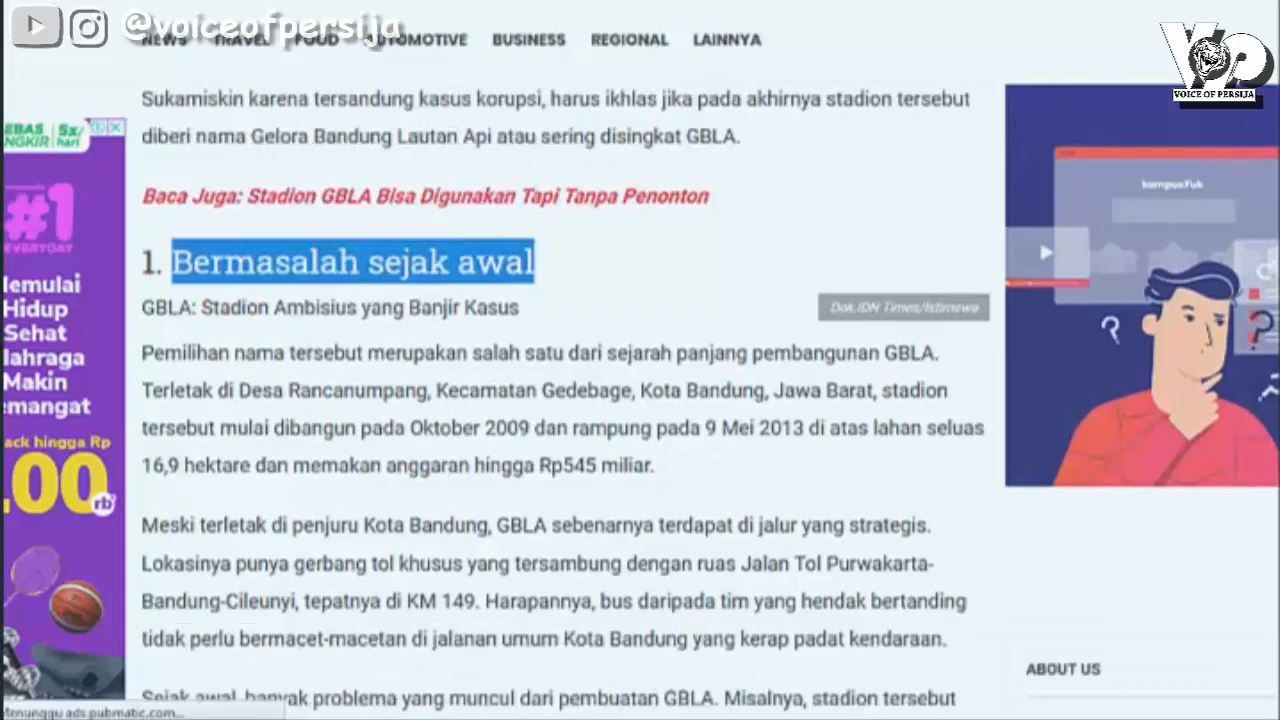 @voiceofpersija
NEWS TRAVEL FOOD AUTOMOTIVE BUSINESS REGIONAL LAINNYA
VOP
VOICE OF PERSIJA
Sukamiskin karena tersandung kasus korupsi, harus ikhlas jika pada akhirnya stadion tersebut
diberi nama Gelora Bandung Lautan Api atau sering disingkat GBLA.
Baca Juga: Stadion GBLA Bisa Digunakan Tapi Tanpa Penonton
1. Bermasalah sejak awal
GBLA: Stadion Ambisius yang Banjir Kasus
Dok.IDN Times/Istimewa
Pemilihan nama tersebut merupakan salah satu dari sejarah panjang pembangunan GBLA.
Terletak di Desa Rancanumpang, Kecamatan Gedebage, Kota Bandung, Jawa Barat, stadion
tersebut mulai dibangun pada Oktober 2009 dan rampung pada 9 Mei 2013 di atas lahan seluas
16,9 hektare dan memakan anggaran hingga Rp545 miliar.
Meski terletak di penjuru Kota Bandung, GBLA sebenarnya terdapat di jalur yang strategis.
Lokasinya punya gerbang tol khusus yang tersambung dengan ruas Jalan Tol Purwakarta-
Bandung-Cileunyi, tepatnya di KM 149. Harapannya, bus daripada tim yang hendak bertanding
tidak perlu bermacet-macetan di jalanan umum Kota Bandung yang kerap padat kendaraan.
Sejak awal, banyak problema yang muncul dari pembuatan GBLA. Misalnya, stadion tersebut
EBAS
NGKIR
5x/
hari
#1
EVERYDAY
lemulai
Hidup
Sehat
lahraga
Makin
emangat
ack hingga Rp
.00
rb
kampusYuk
ABOUT US
Menunggu ads.pubmatic.com...